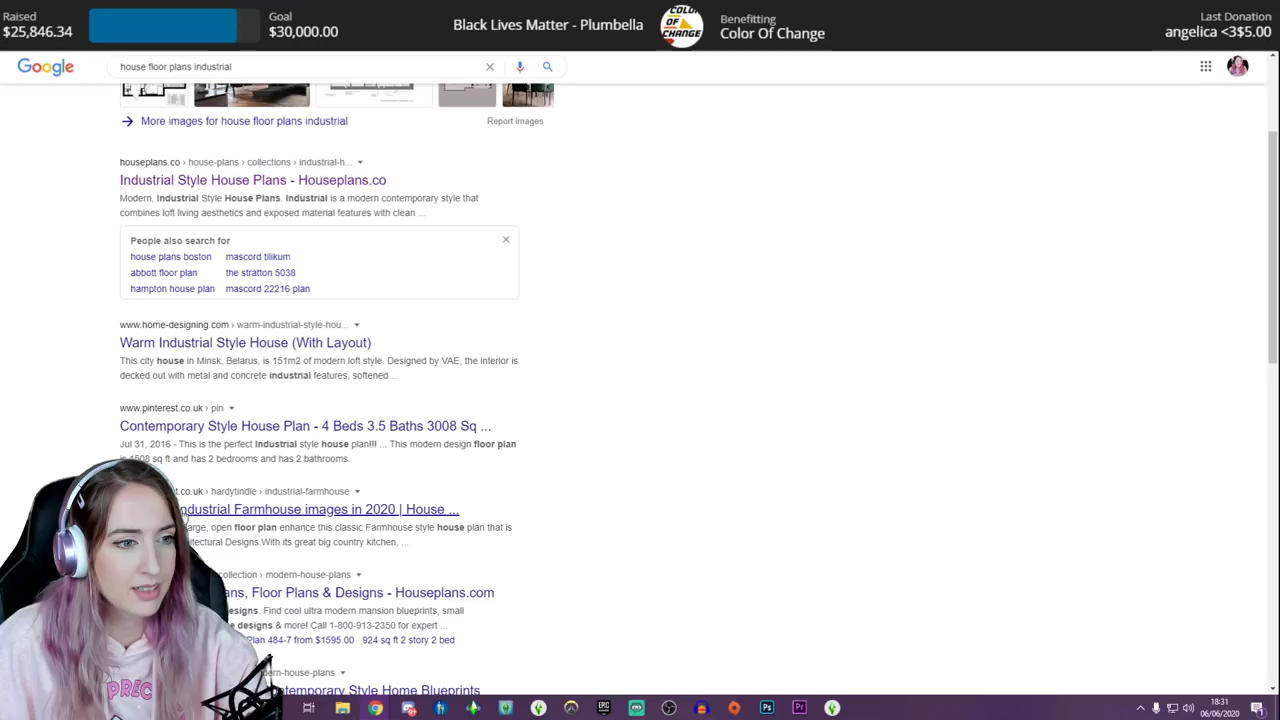 Raised
$25,846.34
Goal
$30,000.00
Black Lives Matter - Plumbella
COLOR
OF
CHANGE
Benefitting
Color Of Change
Last Donation
angelica <3$5.00
Google
house floor plans industrial
More images for house floor plans industrial
Report images
houseplans.co › house-plans › collections › industrial-h...
Industrial Style House Plans - Houseplans.co
Modern, Industrial Style House Plans. Industrial is a modern contemporary style that
combines loft living aesthetics and exposed material features with clean ...
People also search for
house plans boston
mascord tilikum
abbott floor plan
the stratton 5038
hampton house plan
mascord 22216 plan
www.home-designing.com › warm-industrial-style-hou...
Warm Industrial Style House (With Layout)
This city house in Minsk, Belarus, is 151m2 of modern loft style. Designed by VAE, the interior is
decked out with metal and concrete industrial features, softened ...
www.pinterest.co.uk › pin
Contemporary Style House Plan - 4 Beds 3.5 Baths 3008 Sq ...
Jul 31, 2016 - This is the perfect Industrial style house plan!!! ... This modern design floor plan
is 1508 sq ft and has 2 bedrooms and has 2 bathrooms.
t.co.uk › hardytindle › industrial-farmhouse
ndustrial Farmhouse images in 2020 | House ...
arge, open floor plan enhance this classic Farmhouse style house plan that is
itectural Designs.With its great big country kitchen, ...
collection › modern-house-plans
ans, Floor Plans & Designs - Houseplans.com
esigns. Find cool ultra modern mansion blueprints, small
e designs & more! Call 1-800-913-2350 for expert ...
Plan 484-7 from $1595.00 · 924 sq ft 2 story 2 bed
dern-house-plans
ntemporary Style Home Blueprints
PREC
EPIC
Ps
Pr
18:31
06/06/2020